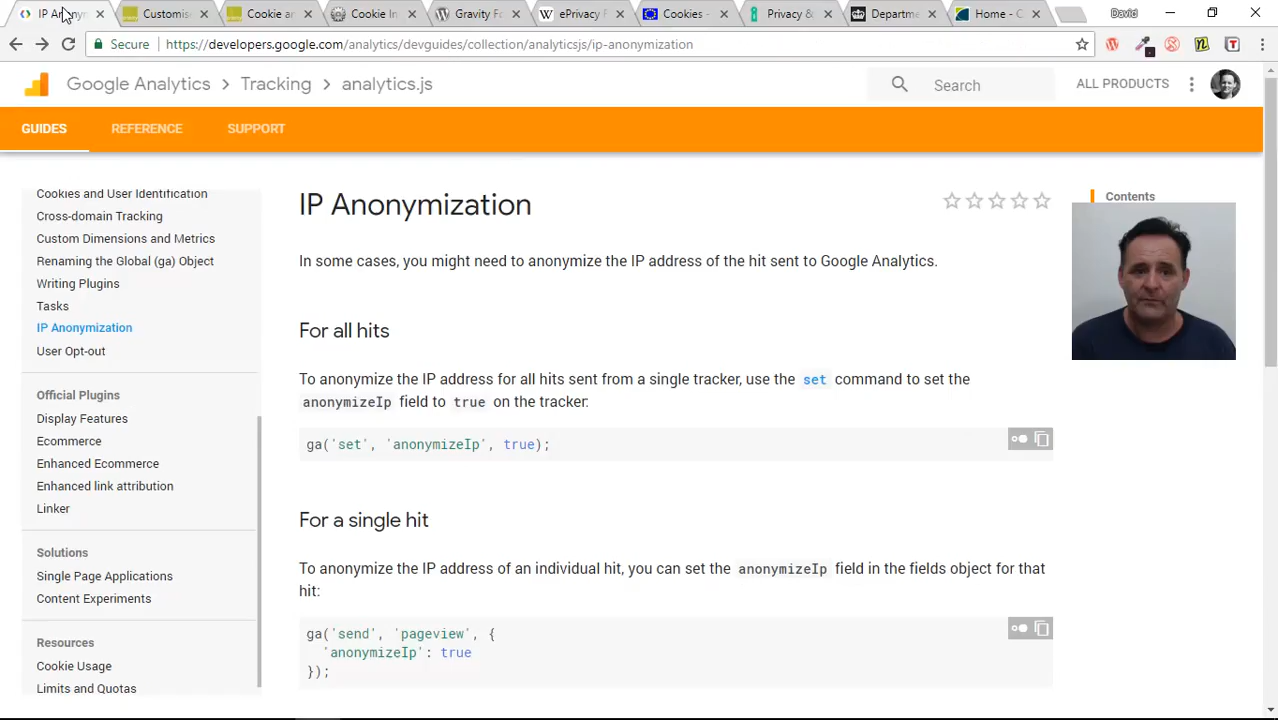 IP Anonym
Customis
Cookie an
Cookie In
Gravity Fo
ePrivacy R
Cookies -
Privacy &
Departme
Home - C
David
Secure
https://developers.google.com/analytics/devguides/collection/analyticsjs/ip-anonymization
Google Analytics
Tracking
analytics.js
Search
ALL PRODUCTS
GUIDES
REFERENCE
SUPPORT
Cookies and User Identification
Cross-domain Tracking
Custom Dimensions and Metrics
Renaming the Global (ga) Object
Writing Plugins
Tasks
IP Anonymization
User Opt-out
Official Plugins
Display Features
Ecommerce
Enhanced Ecommerce
Enhanced link attribution
Linker
Solutions
Single Page Applications
Content Experiments
Resources
Cookie Usage
Limits and Quotas
IP Anonymization
In some cases, you might need to anonymize the IP address of the hit sent to Google Analytics.
For all hits
To anonymize the IP address for all hits sent from a single tracker, use the set command to set the
anonymizeIp field to true on the tracker:
ga('set', 'anonymizeIp', true);
For a single hit
To anonymize the IP address of an individual hit, you can set the anonymizeIp field in the fields object for that
hit:
ga('send', 'pageview', {
'anonymizeIp': true
});
Contents